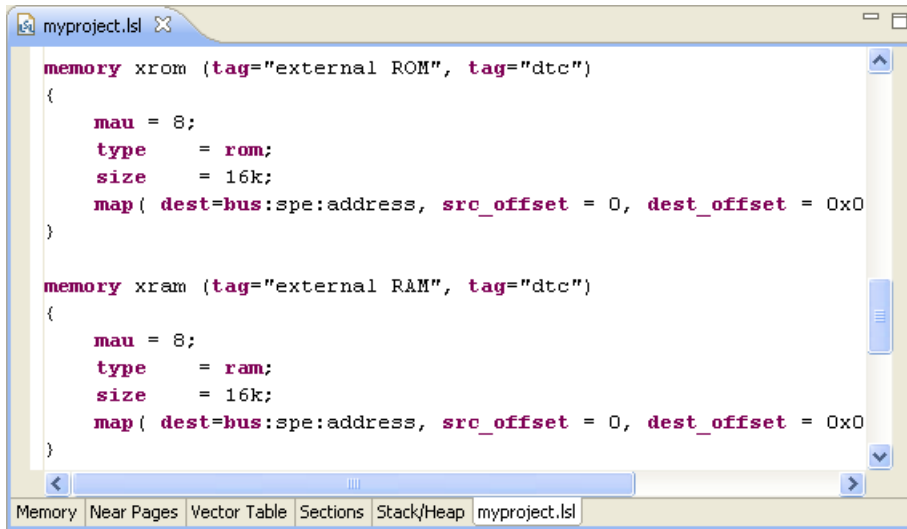 myproject.lsl
memory xrom (tag="external ROM", tag="dtc")
{
    mau = 8;
    type     = rom;
    size     = 16k;
    map( dest=bus:spe:address, src_offset = 0, dest_offset = 0x0
}
memory xram (tag="external RAM", tag="dtc")
{
    mau = 8;
    type     = ram;
    size     = 16k;
    map( dest=bus:spe:address, src_offset = 0, dest_offset = 0x0
}
Memory Near Pages Vector Table Sections Stack/Heap myproject.lsl